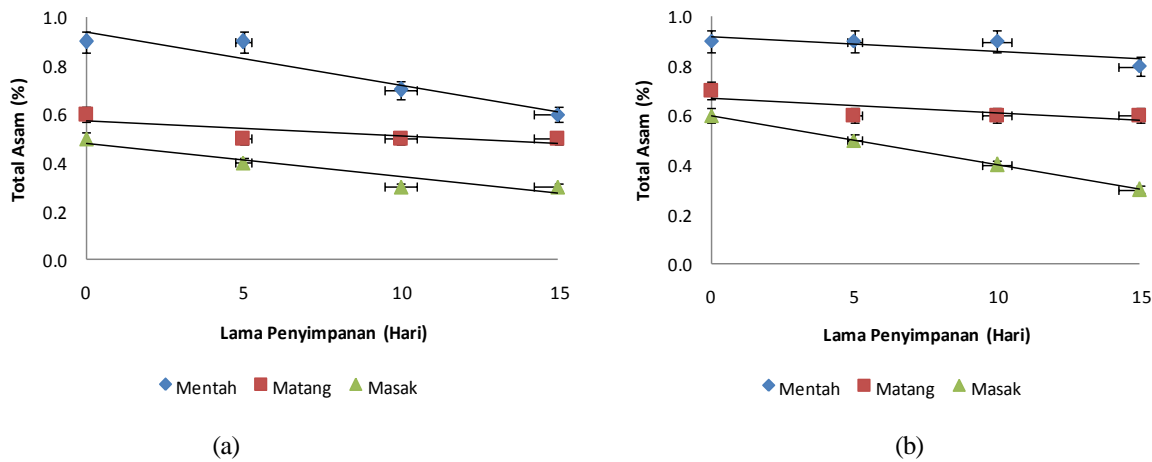 1.0
0.8
0.6
0.4
0.2
0.0
Total Asam (%)
0 5 10 15
Lama Penyimpanan (Hari)
Mentah Matang Masak
(a)
1.0
0.8
0.6
0.4
0.2
0.0
Total Asam (%)
0 5 10 15
Lama Penyimpanan (Hari)
Mentah Matang Masak
(b)